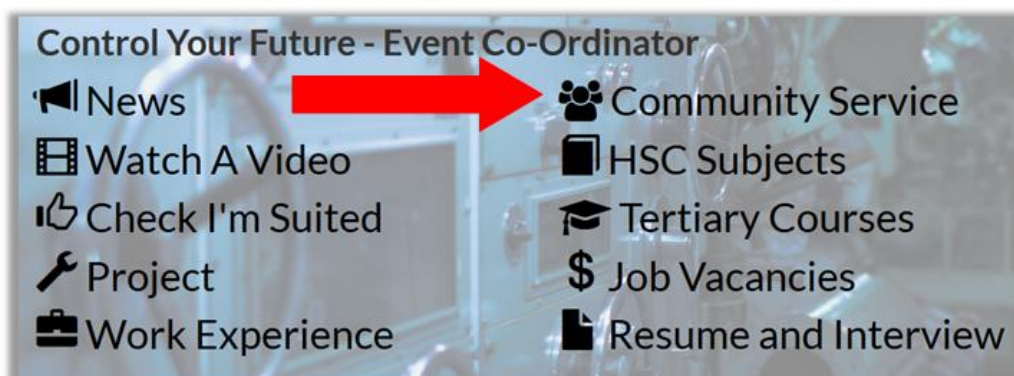 Control Your Future - Event Co-Ordinator
News
Watch A Video
Check I'm Suited
Project
Work Experience
Community Service
HSC Subjects
Tertiary Courses
$ Job Vacancies
Resume and Interview